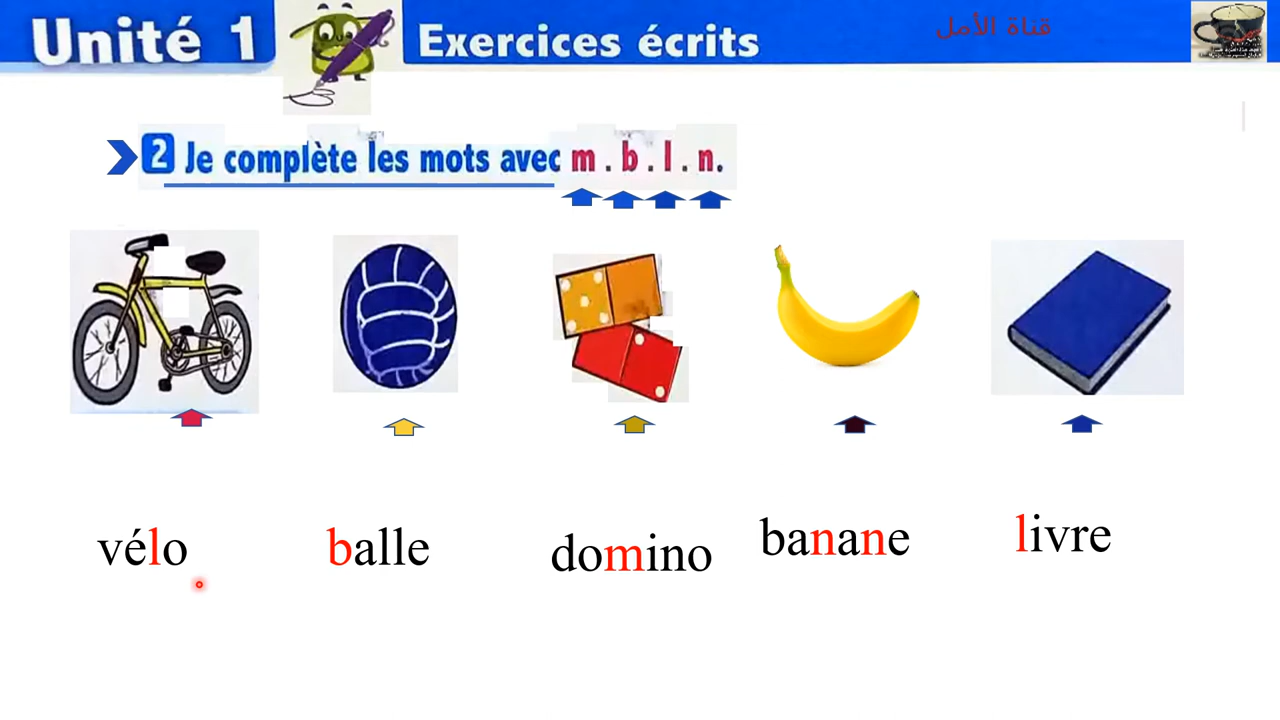 Unité 1
Exercices écrits
قناة الأمل
2 Je complète les mots avec m . b . l . n.
vélo
balle
domino
banane
livre